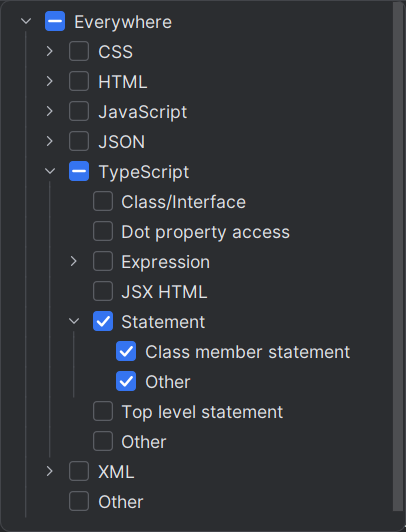 Everywhere
CSS
HTML
JavaScript
JSON
TypeScript
Class/Interface
Dot property access
Expression
JSX HTML
Statement
Class member statement
Other
Top level statement
Other
XML
Other